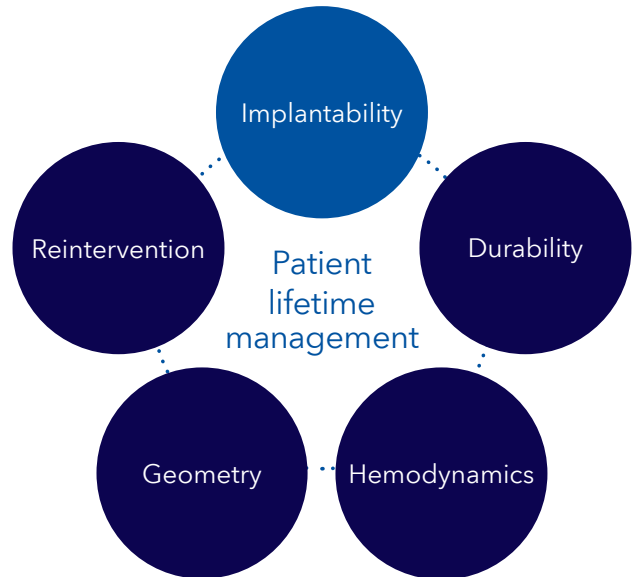 Implantability
Reintervention
Durability
Patient
lifetime
management
Geometry
Hemodynamics